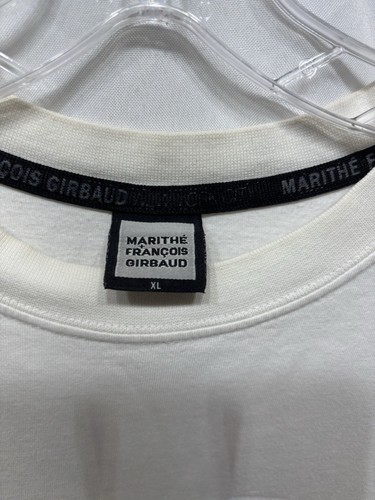 ÇOIS GIRBAUD
MARITHÉ F
MARITHÉ
+
FRANÇOIS
GIRBAUD
XL